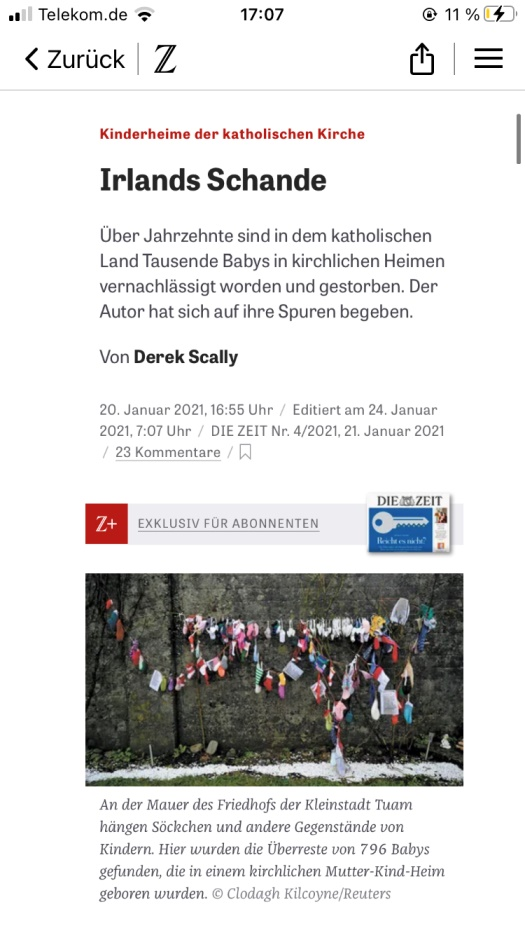 Telekom.de 17:07 11 %
Zurück
Kinderheime der katholischen Kirche
Irlands Schande
Über Jahrzehnte sind in dem katholischen
Land Tausende Babys in kirchlichen Heimen
vernachlässigt worden und gestorben. Der
Autor hat sich auf ihre Spuren begeben.
Von Derek Scally
20. Januar 2021, 16:55 Uhr / Editiert am 24. Januar
2021, 7:07 Uhr / DIE ZEIT Nr. 4/2021, 21. Januar 2021
/ 23 Kommentare /
Z+ EXKLUSIV FÜR ABONNENTEN
DIE ZEIT
Reicht es nicht?
An der Mauer des Friedhofs der Kleinstadt Tuam
hängen Söckchen und andere Gegenstände von
Kindern. Hier wurden die Überreste von 796 Babys
gefunden, die in einem kirchlichen Mutter-Kind-Heim
geboren wurden. © Clodagh Kilcoyne/Reuters